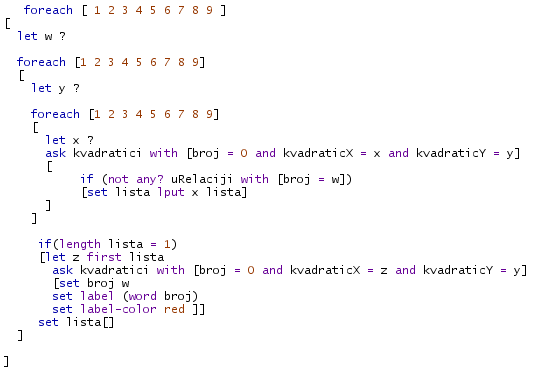 foreach [ 1 2 3 4 5 6 7 8 9 ]
[
let w ?
foreach [1 2 3 4 5 6 7 8 9]
[
let y ?
foreach [1 2 3 4 5 6 7 8 9]
[
let x ?
ask kvadratici with [broj = 0 and kvadraticX = x and kvadraticY = y]
[
if (not any? uRelaciji with [broj = w])
[set lista lput x lista]
]
]
if(length lista = 1)
[let z first lista
ask kvadratici with [broj = 0 and kvadraticX = z and kvadraticY = y]
[set broj w
set label (word broj)
set label-color red ]]
set lista[]
]
]